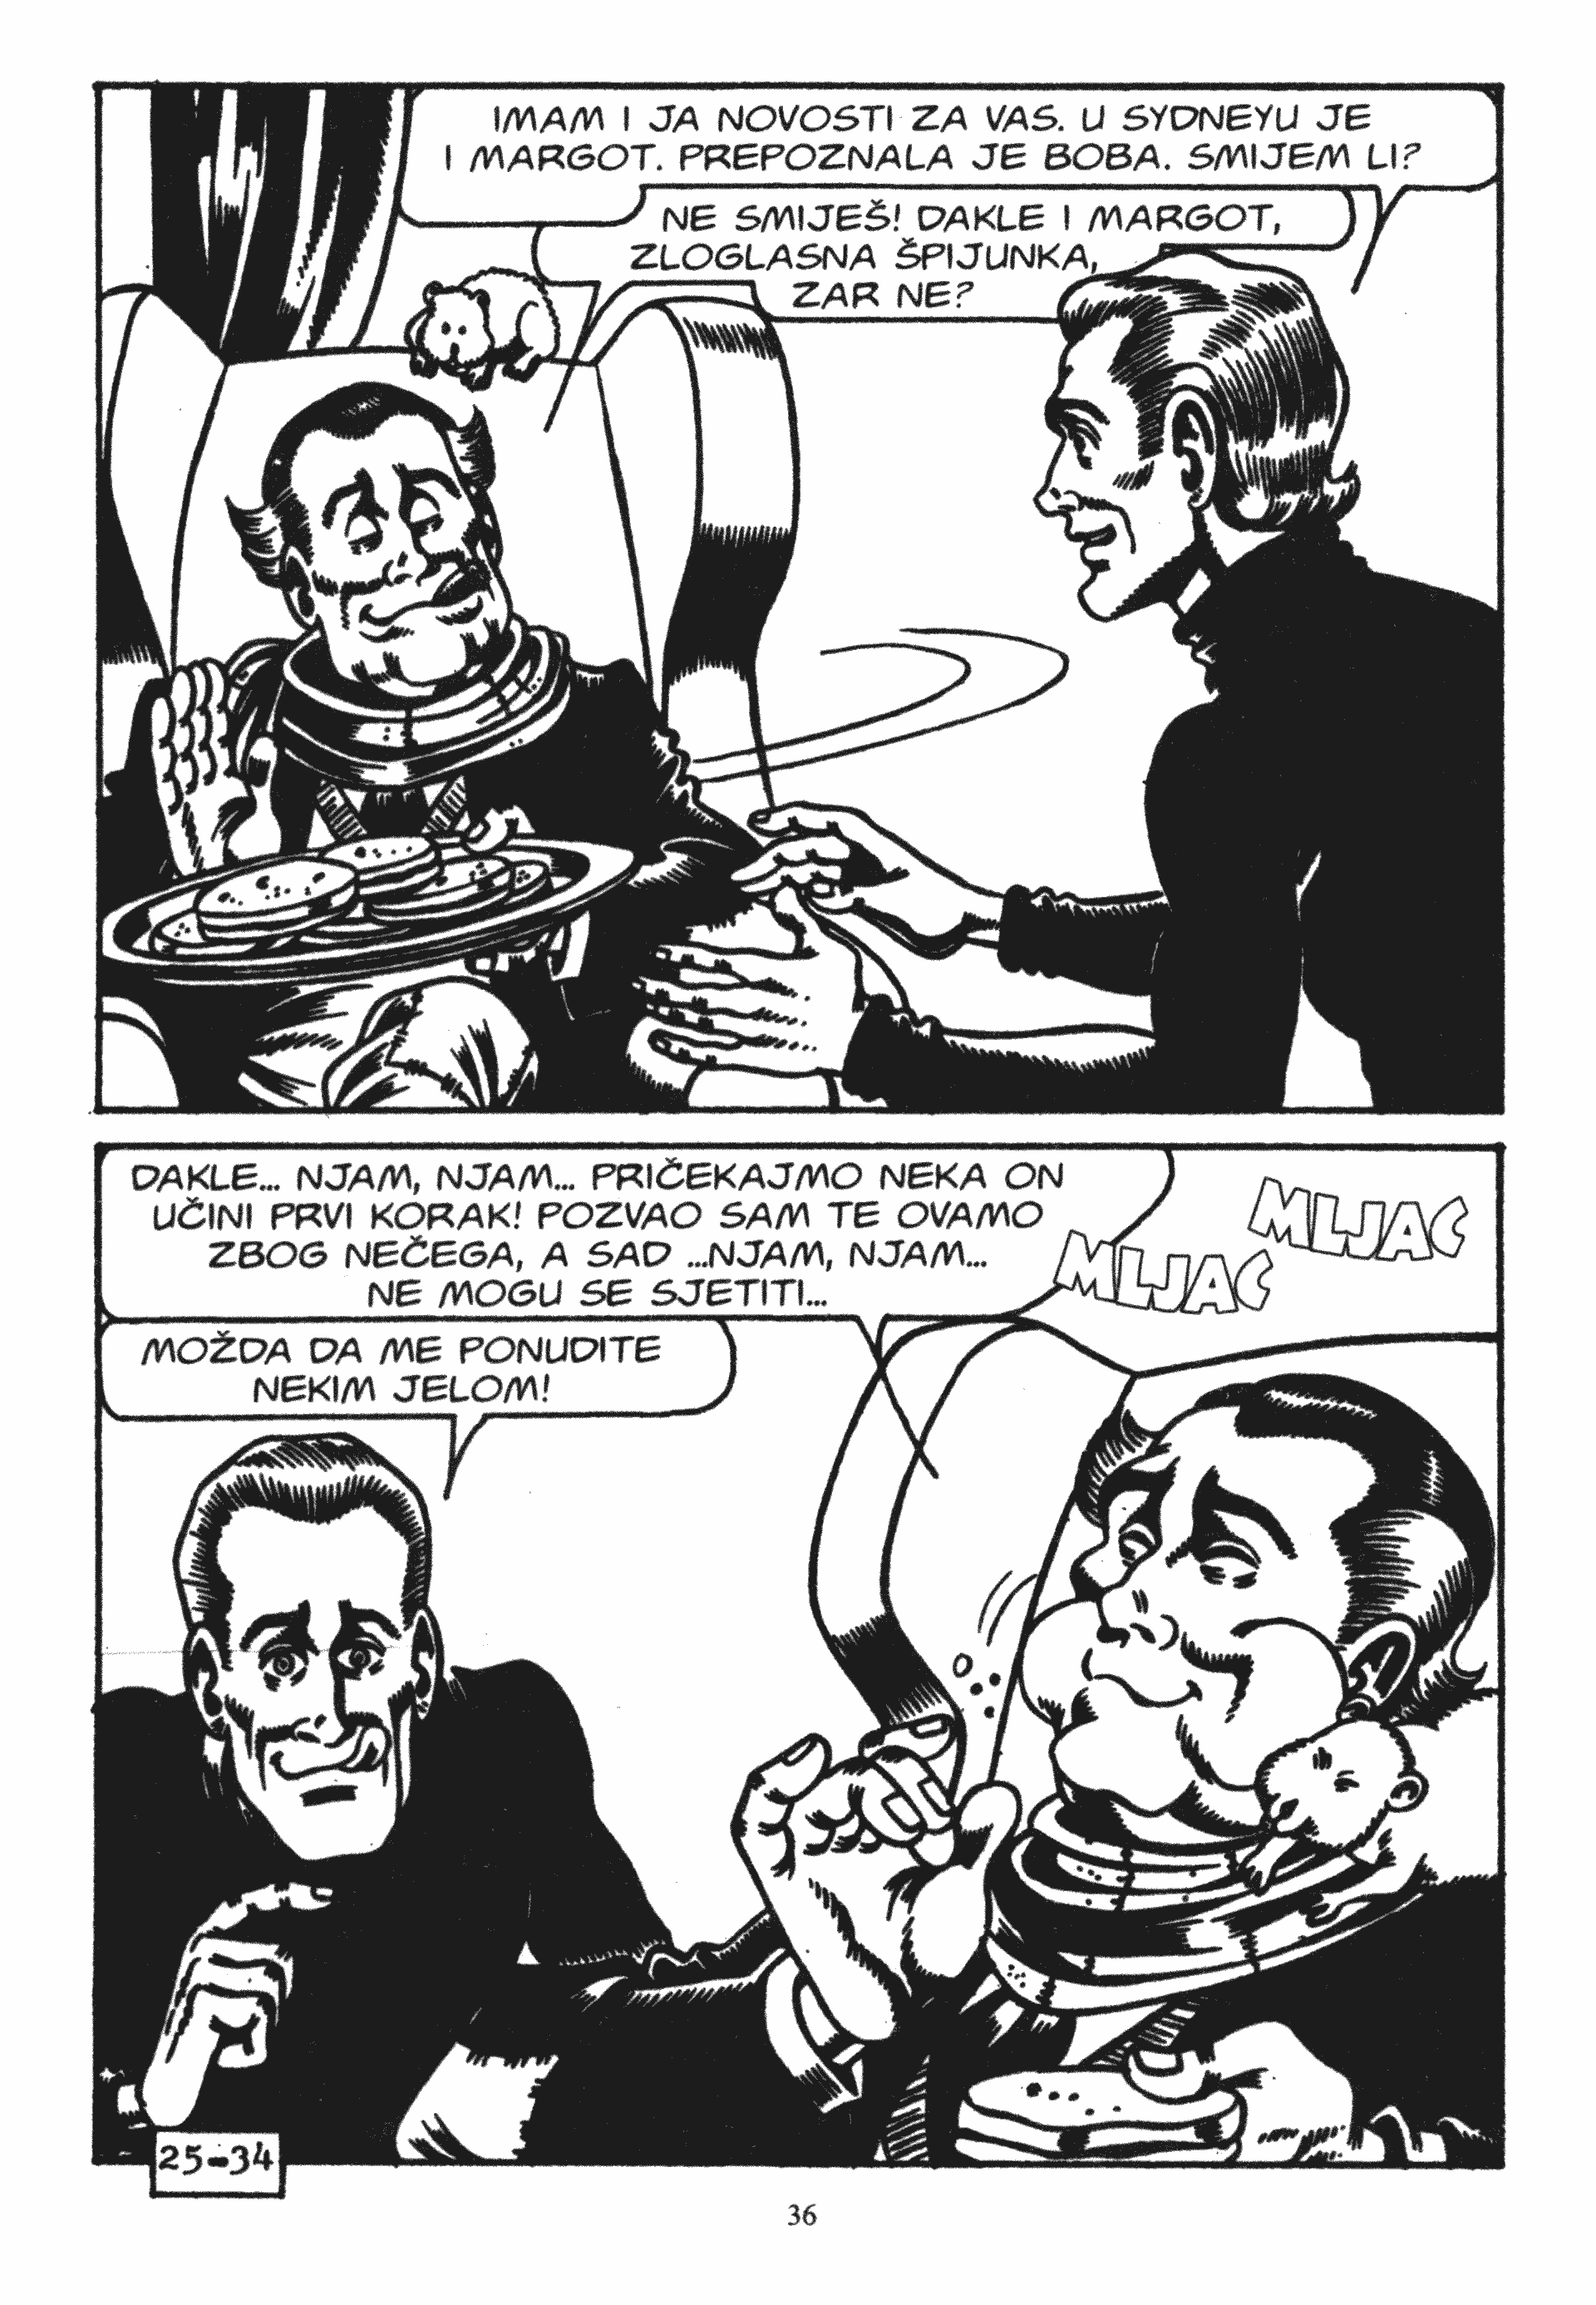 IMAM I JA NOVOSTI ZA VAS. U SYDNEYU JE
I MARGOT. PREPOZNALA JE BOBA. SMIJEM LI?
NE SMIJEŠ! DAKLE I MARGOT,
ZLOGLASNA ŠPIJUNKA,
ZAR NE?
DAKLE... NJAM, NJAM... PRIČEKAJMO NEKA ON
UČINI PRVI KORAK! POZVAO SAM TE OVAMO
ZBOG NEČEGA, A SAD ...NJAM, NJAM...
NE MOGU SE SJETITI...
MLJAC
MLJAC
MOŽDA DA ME PONUDITE
NEKIM JELOM!
25-34
36